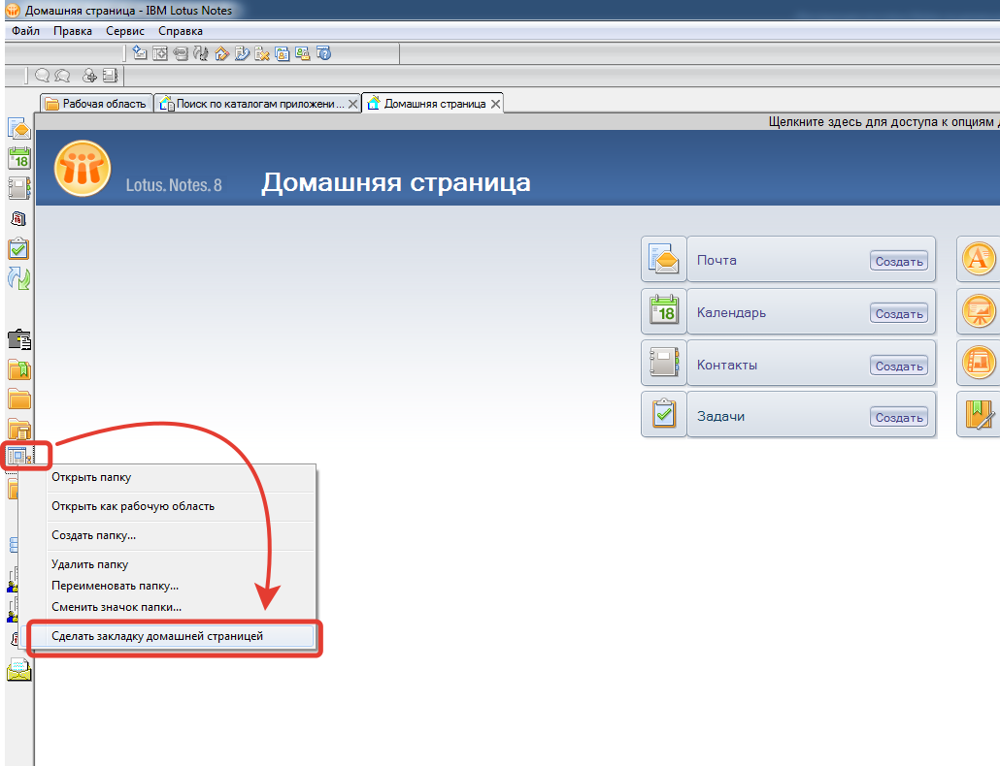 Домашняя страница - IBM Lotus Notes
Файл Правка Сервис Справка
Рабочая область Поиск по каталогам приложени... Домашняя страница
Щелкните здесь для доступа к опциям
18
Lotus. Notes. 8 Домашняя страница
Почта Создать
18 Календарь Создать
Контакты Создать
Задачи Создать
Открыть папку
Открыть как рабочую область
Создать папку...
Удалить папку
Переименовать папку...
Сменить значок папки...
Сделать закладку домашней страницей